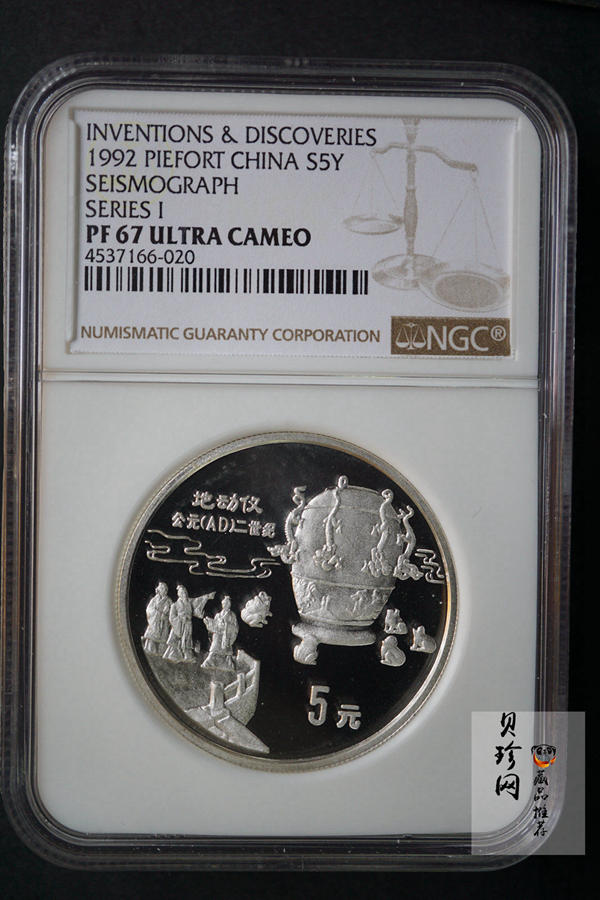 INVENTIONS & DISCOVERIES
1992 PIEFORT CHINA S5Y
SEISMOGRAPH
SERIES I
PF 67 ULTRA CAMEO
4537166-020
NUMISMATIC GUARANTY CORPORATION
NGC®
地动仪
公元(AD)二世纪
5元
贝珍网
藏品推荐